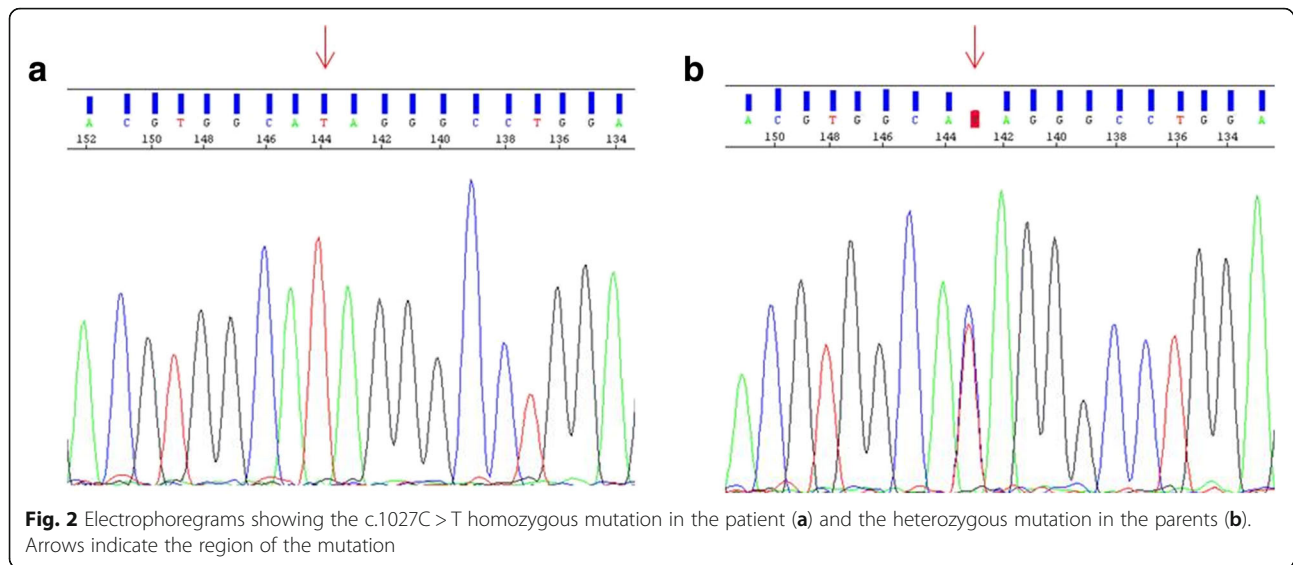 a
A C G T G G C A T A G G G C C T G G A
152 150 148 146 144 142 140 138 136 134
b
A C G T G G C A A G G G C C T G G A
150 148 146 144 142 140 138 136 134
Fig. 2 Electrophoregrams showing the c.1027C > T homozygous mutation in the patient (a) and the heterozygous mutation in the parents (b).
Arrows indicate the region of the mutation